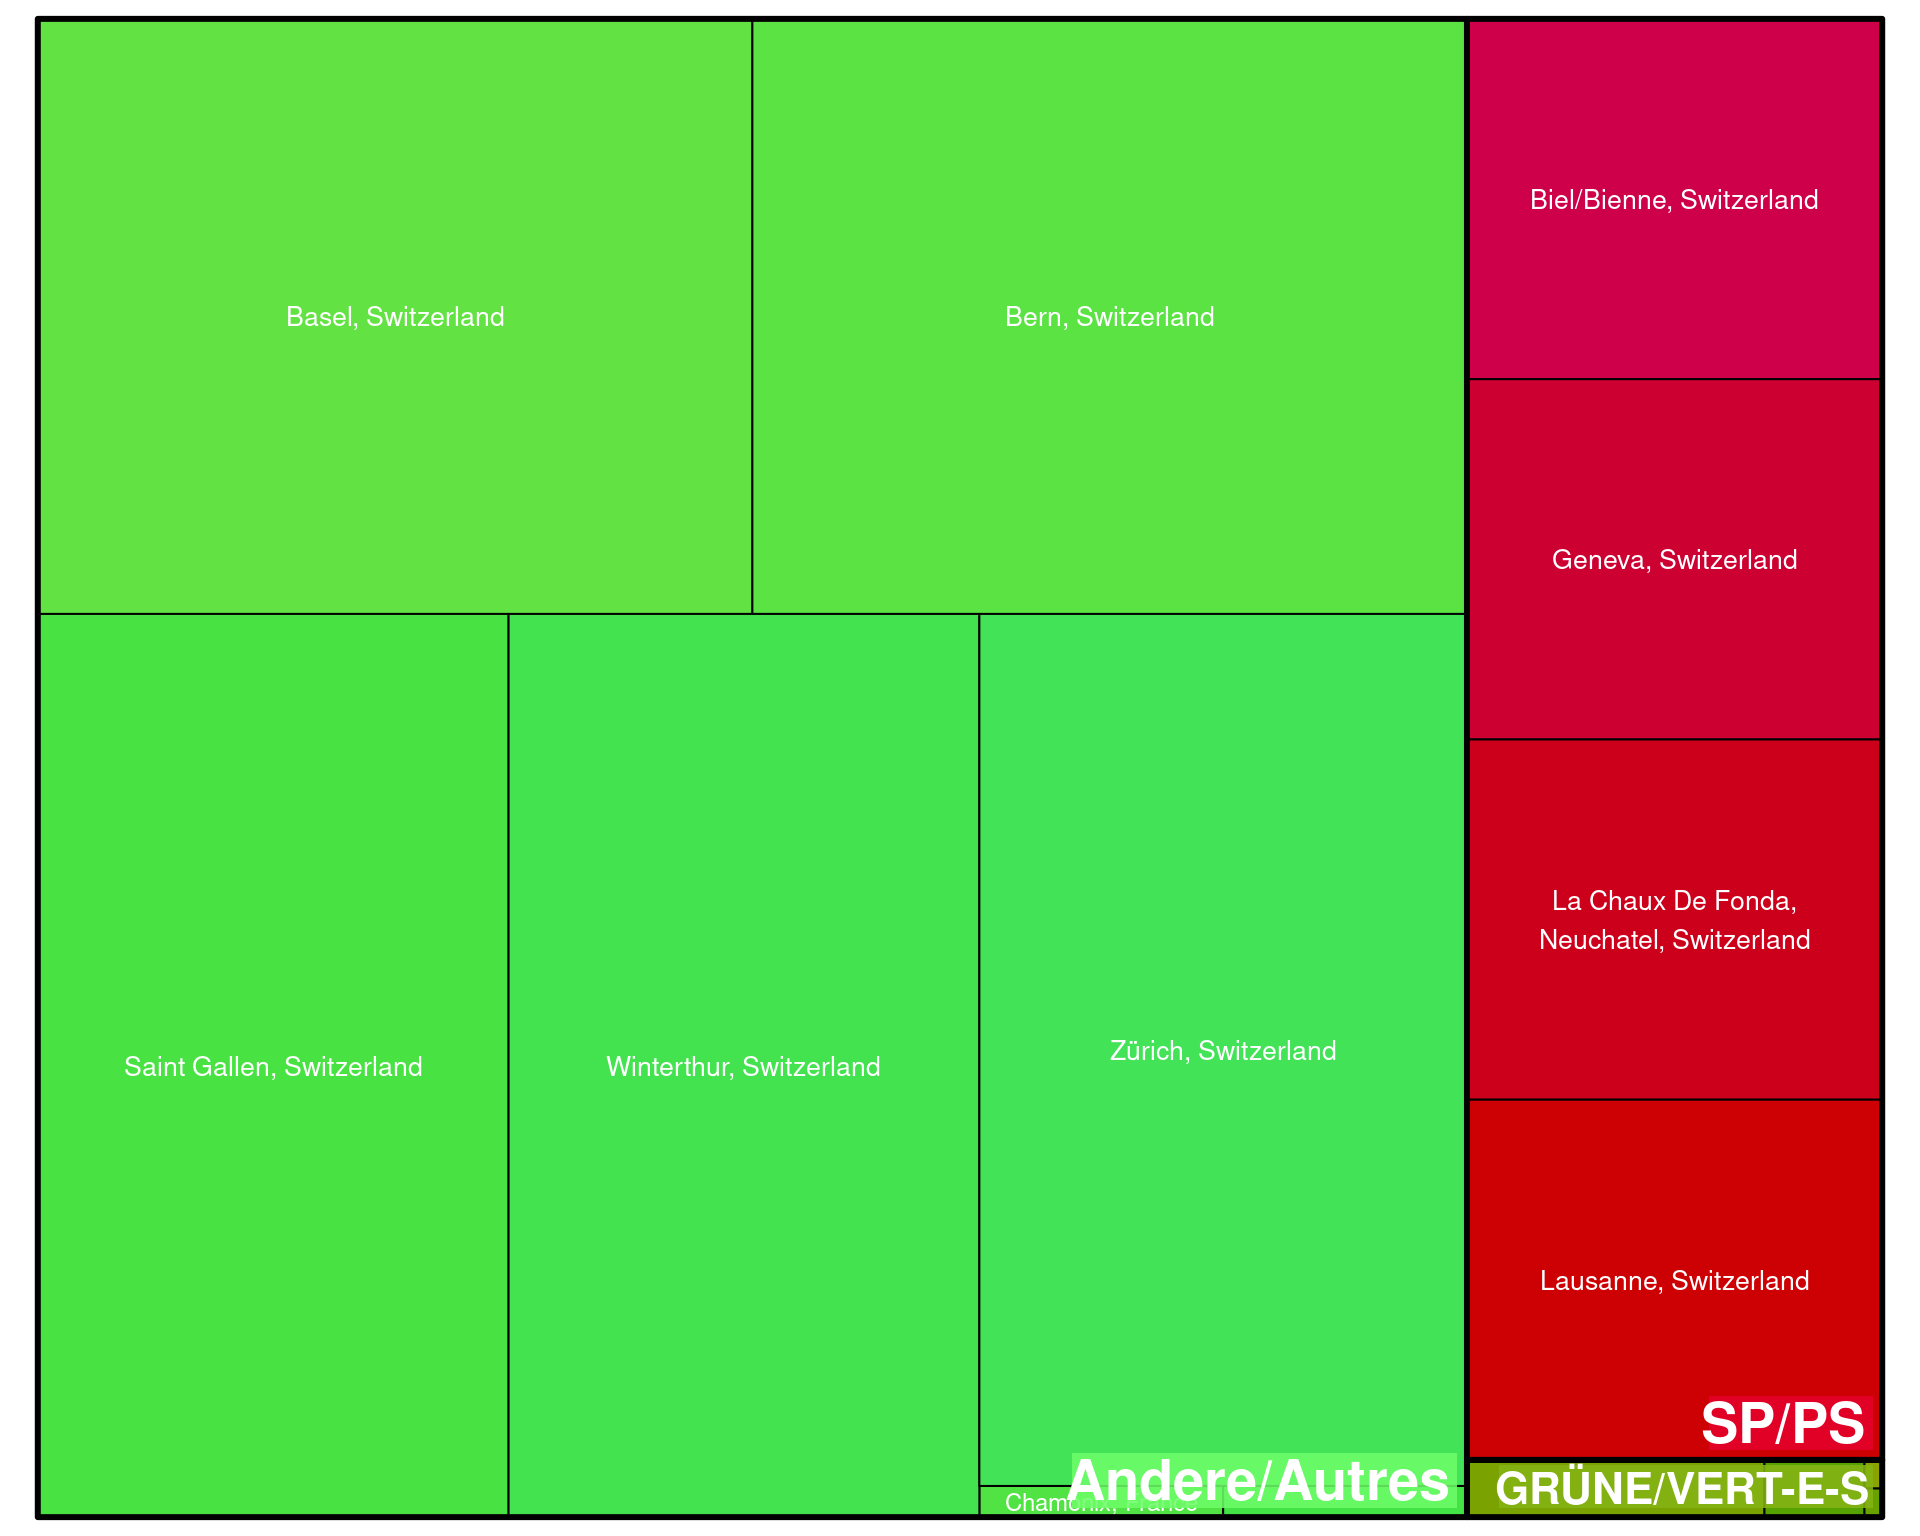 Basel, Switzerland
Bern, Switzerland
Biel/Bienne, Switzerland
Geneva, Switzerland
La Chaux De Fonda,
Neuchatel, Switzerland
Saint Gallen, Switzerland
Winterthur, Switzerland
Zürich, Switzerland
Lausanne, Switzerland
SP/PS
Andere/Autres
GRÜNE/VERT-E-S
Chamonix, France